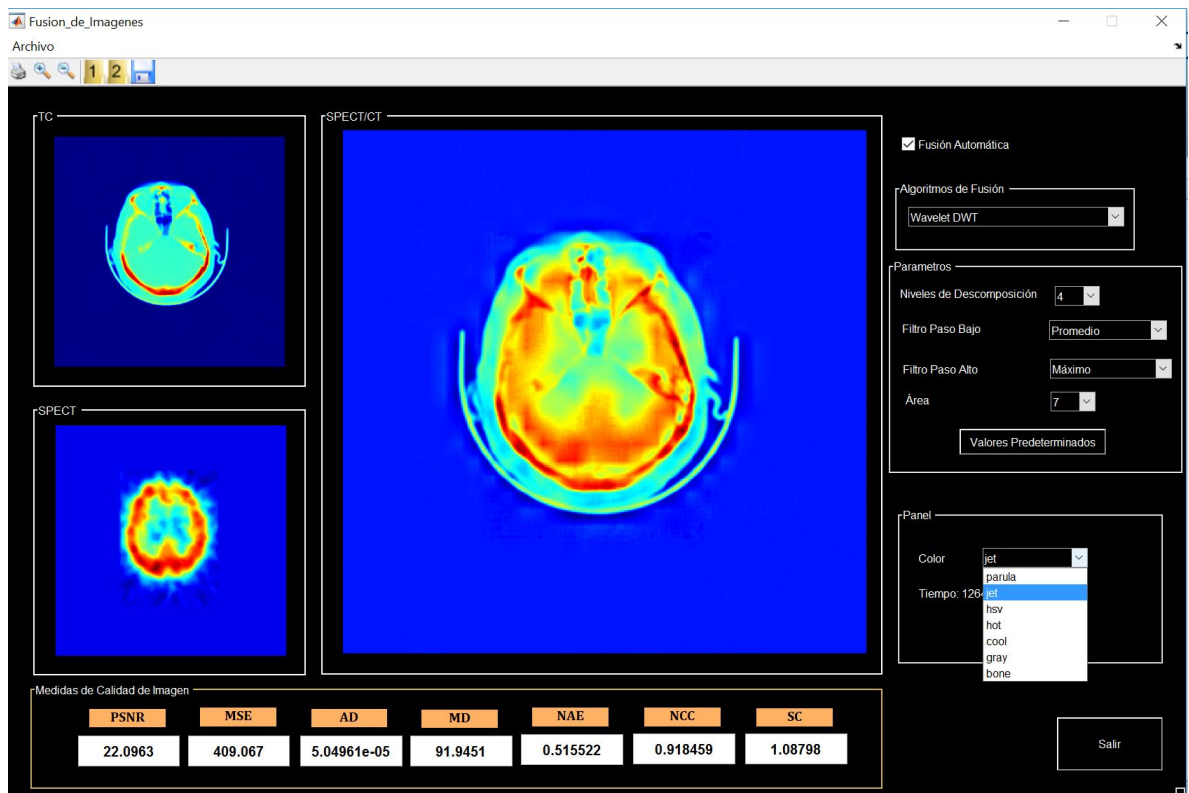 Fusion_de_Imagenes
Archivo
1 2
TC
SPECT/CT
SPECT
Fusión Automática
Algoritmos de Fusión
Wavelet DWT
Parametros
Niveles de Descomposición 4
Filtro Paso Bajo Promedio
Filtro Paso Alto Máximo
Área 7
Valores Predeterminados
Panel
Color jet
parula
Tiempo: 1264 jet
hsv
hot
cool
gray
bone
Medidas de Calidad de Imagen
PSNR MSE AD MD NAE NCC SC
22.0963 409.067 5.04961e-05 91.9451 0.515522 0.918459 1.08798
Salir